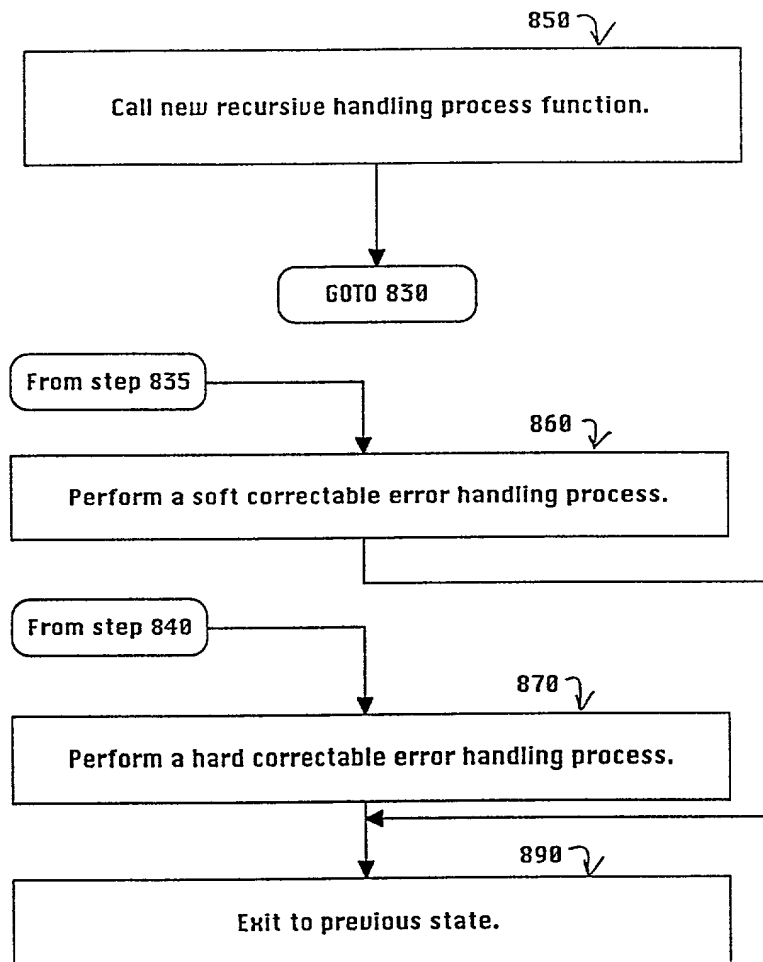 850
Call new recursive handling process function.
GOTO 830
From step 835
860
Perform a soft correctable error handling process.
From step 840
870
Perform a hard correctable error handling process.
890
Exit to previous state.